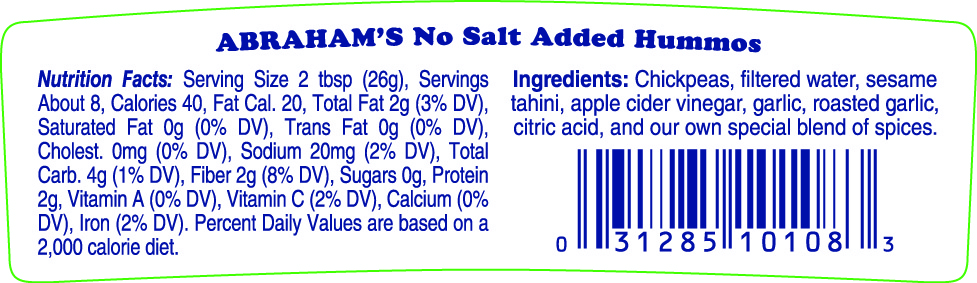 ABRAHAM'S No Salt Added Hummos
Nutrition Facts: Serving Size 2 tbsp (26g), Servings
About 8, Calories 40, Fat Cal. 20, Total Fat 2g (3% DV),
Saturated Fat 0g (0% DV), Trans Fat 0g (0% DV),
Cholest. 0mg (0% DV), Sodium 20mg (2% DV), Total
Carb. 4g (1% DV), Fiber 2g (8% DV), Sugars 0g, Protein
2g, Vitamin A (0% DV), Vitamin C (2% DV), Calcium (0%
DV), Iron (2% DV). Percent Daily Values are based on a
2,000 calorie diet.
Ingredients: Chickpeas, filtered water, sesame
tahini, apple cider vinegar, garlic, roasted garlic,
citric acid, and our own special blend of spices.
0 31285 10108 3